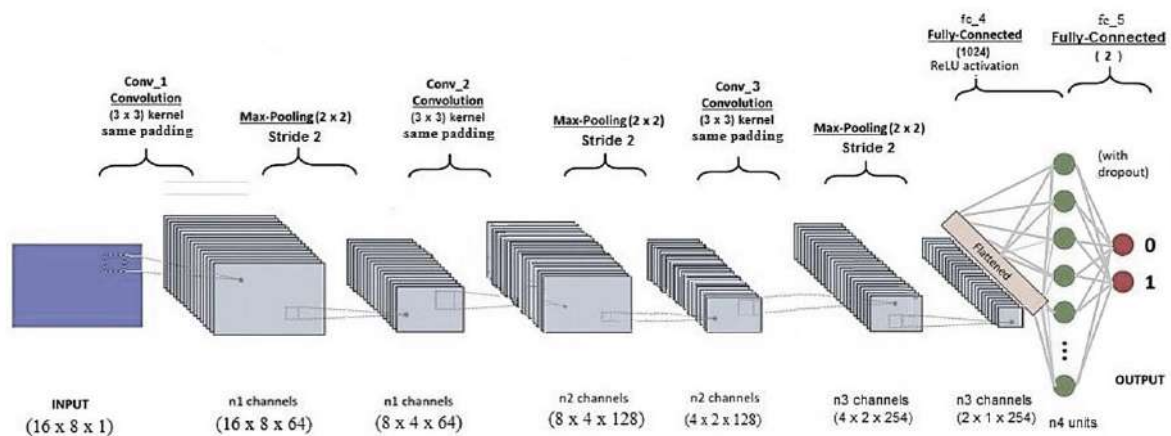 fc_4
Fully-Connected
(1024)
ReLU activation
fc_5
Fully-Connected
( 2 )
Conv_1
Convolution
(3 x 3) kernel
same padding
Max-Pooling (2 x 2)
Stride 2
Conv_2
Convolution
(3 x 3) kernel
same padding
Max-Pooling (2 x 2)
Stride 2
Conv_3
Convolution
(3 x 3) kernel
same padding
Max-Pooling (2 x 2)
Stride 2
(with
dropout)
Flattened
0
1
...
OUTPUT
INPUT
(16 x 8 x 1)
n1 channels
(16 x 8 x 64)
n1 channels
(8 x 4 x 64)
n2 channels
(8 x 4 x 128)
n2 channels
(4 x 2 x 128)
n3 channels
(4 x 2 x 254)
n3 channels
(2 x 1 x 254)
n4 units